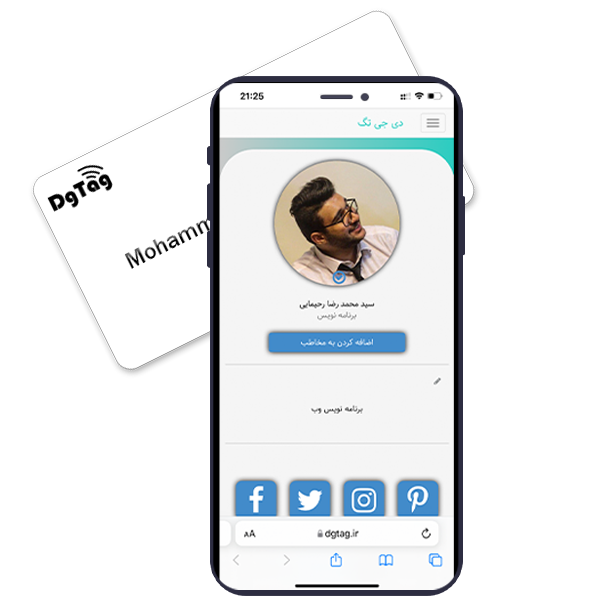 DgTag
Mohamm
21:25
دی جی تگ
سید محمد رضا رحیمایی
برنامه نویس
اضافه کردن به مخاطب
برنامه نویس وب
AA
dgtag.ir